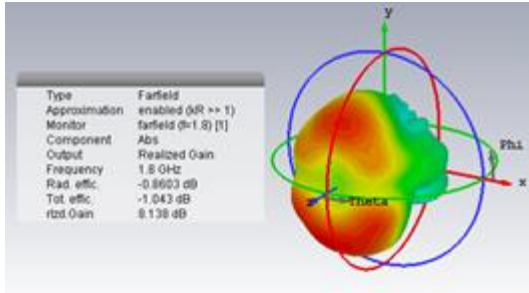 y
Type Farfield
Approximation enabled (kR >> 1)
Monitor farfield (f=1.8) [1]
Component Abs
Output Realized Gain
Frequency 1.8 GHz
Rad. effic. -0.8603 dB
Tot. effic. -1.043 dB
rlzd.Gain 8.138 dB
Phi
x
Theta